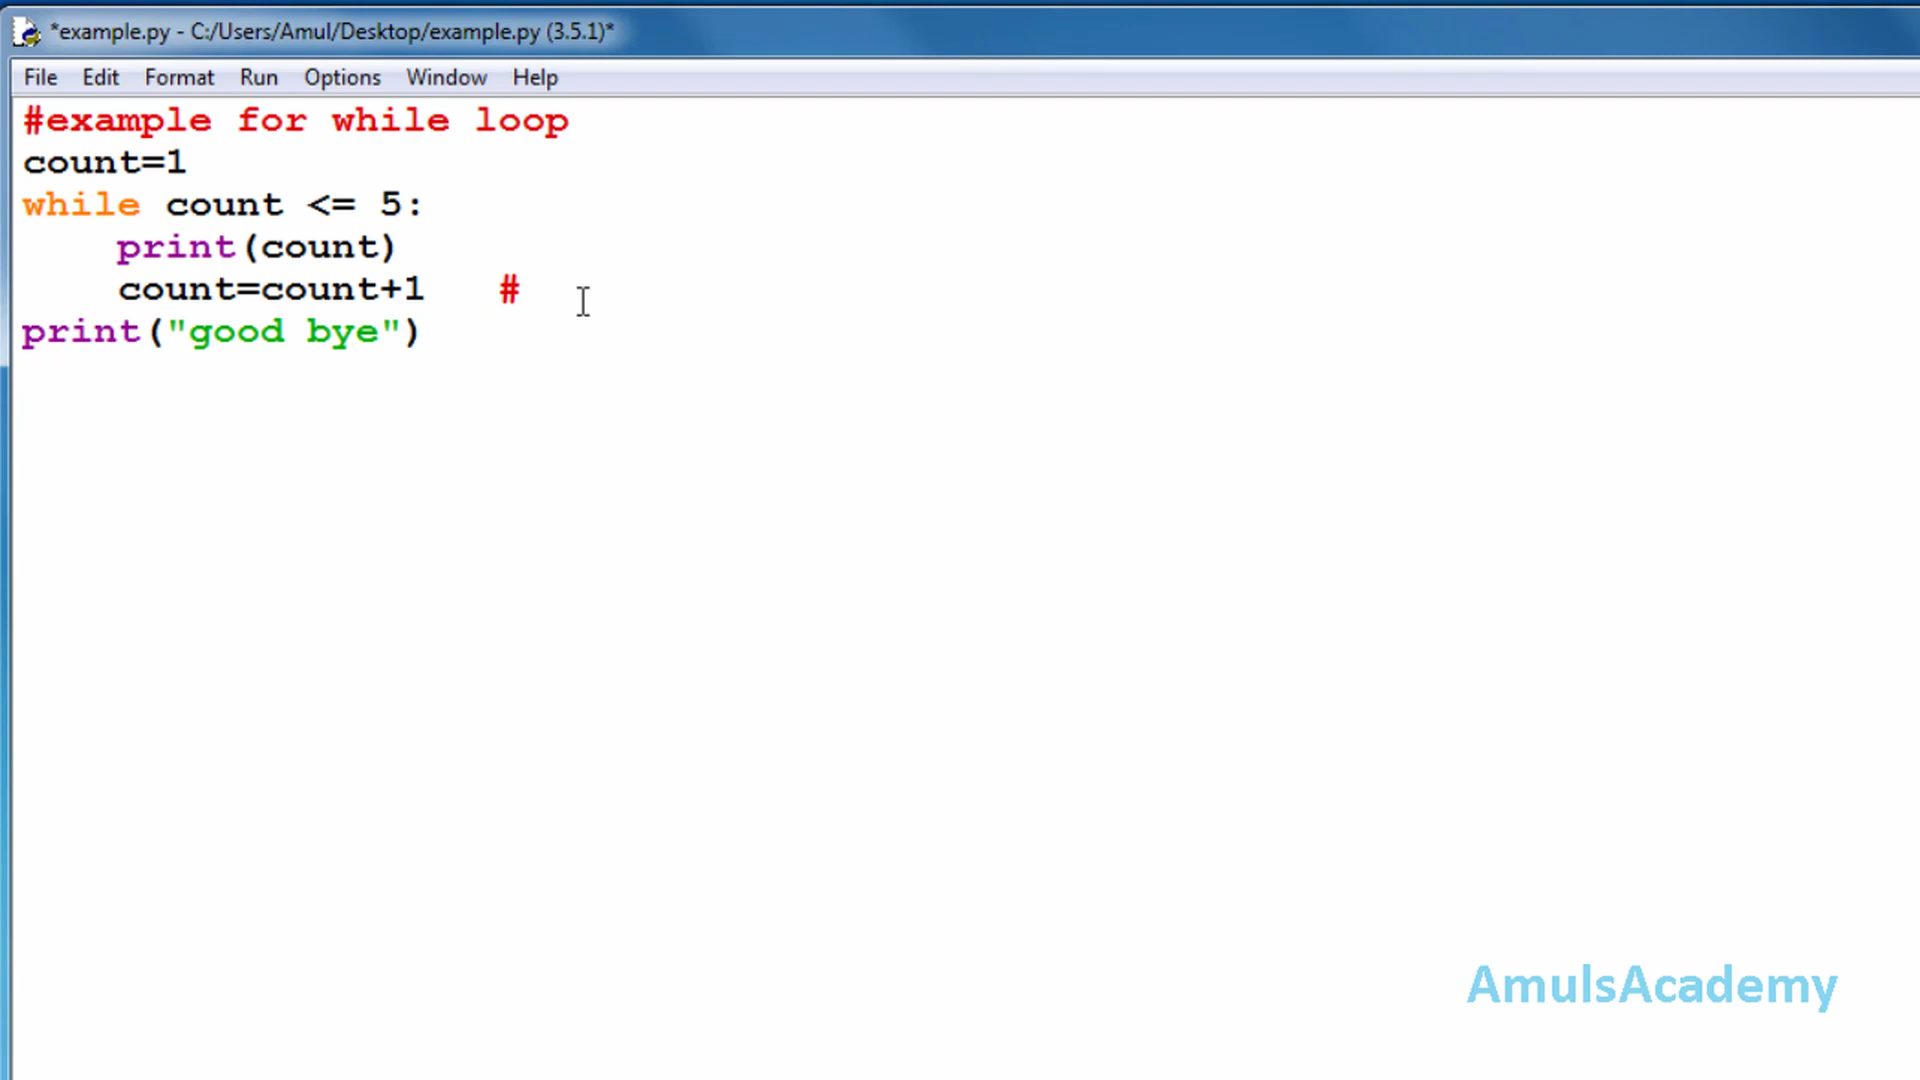 *example.py - C:/Users/Amul/Desktop/example.py (3.5.1)*
File Edit Format Run Options Window Help
#example for while loop
count=1
while count <= 5:
    print(count)
    count=count+1   #
print("good bye")
AmulsAcademy